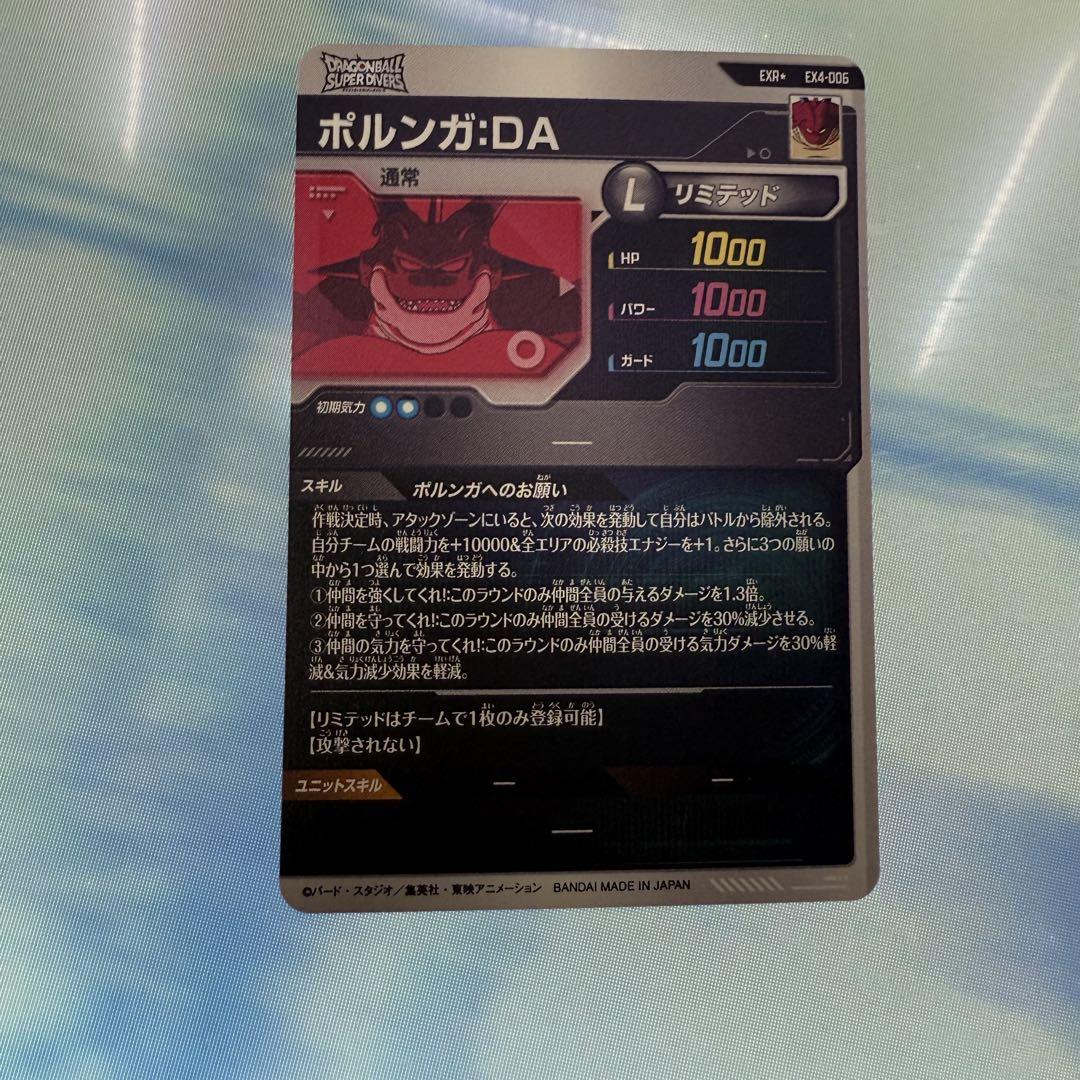 DRAGONBALL
SUPER DIVERS
EXR★ EX4-006
ポルンガ:DA
通常
L リミテッド
HP 1000
パワー 1000
ガード 1000
初期気力
—
スキル ポルンガへのお願い
作戦決定時、アタックゾーンにいると、次の効果を発動して自分はバトルから除外される。
自分チームの戦闘力を+10000&全エリアの必殺技エナジーを+1。さらに3つの願いの
中から1つ選んで効果を発動する。
①仲間を強くしてくれ!:このラウンドのみ仲間全員の与えるダメージを1.3倍。
②仲間を守ってくれ!:このラウンドのみ仲間全員の受けるダメージを30%減少させる。
③仲間の気力を守ってくれ!:このラウンドのみ仲間全員の受ける気力ダメージを30%軽
減&気力減少効果を軽減。
【リミテッドはチームで1枚のみ登録可能】
【攻撃されない】
ユニットスキル — —
—
©バード・スタジオ／集英社・東映アニメーション BANDAI MADE IN JAPAN